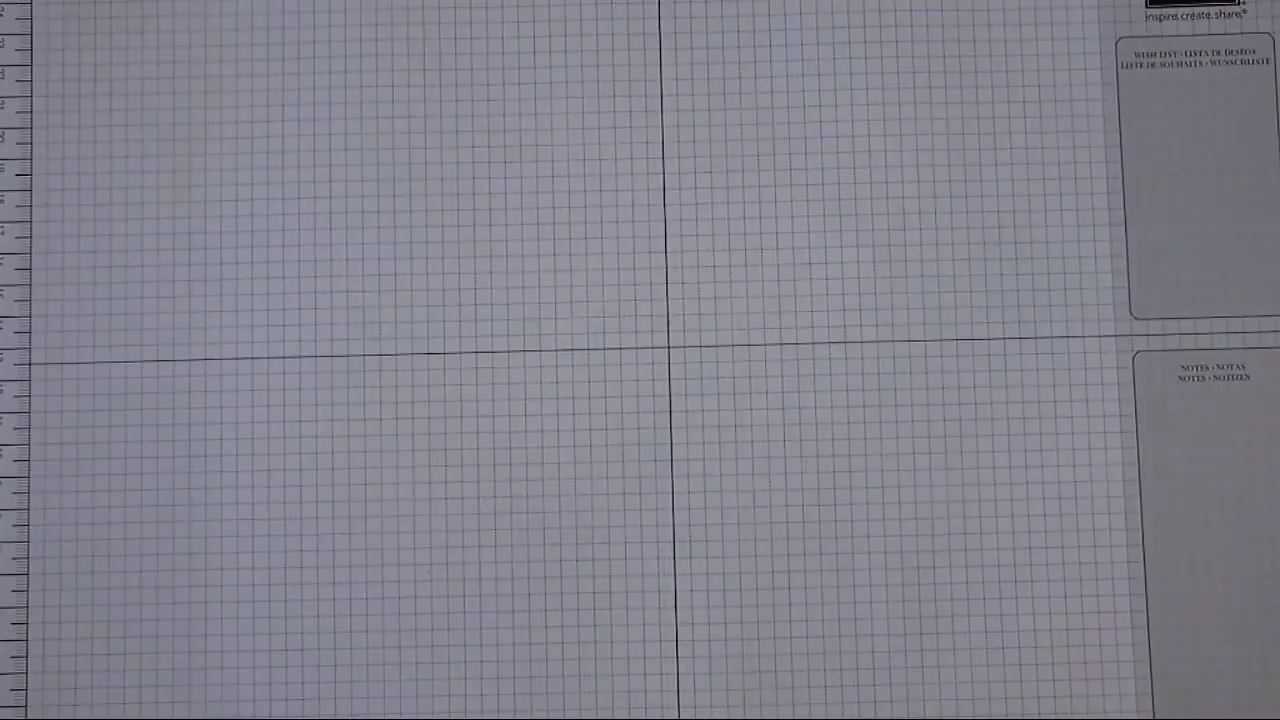 inspire.create.share®
WISH LIST • LISTA DE DESEOS
LISTE DE SOUHAITS • WUNSCHLISTE
NOTES • NOTAS
NOTES • NOTIZEN